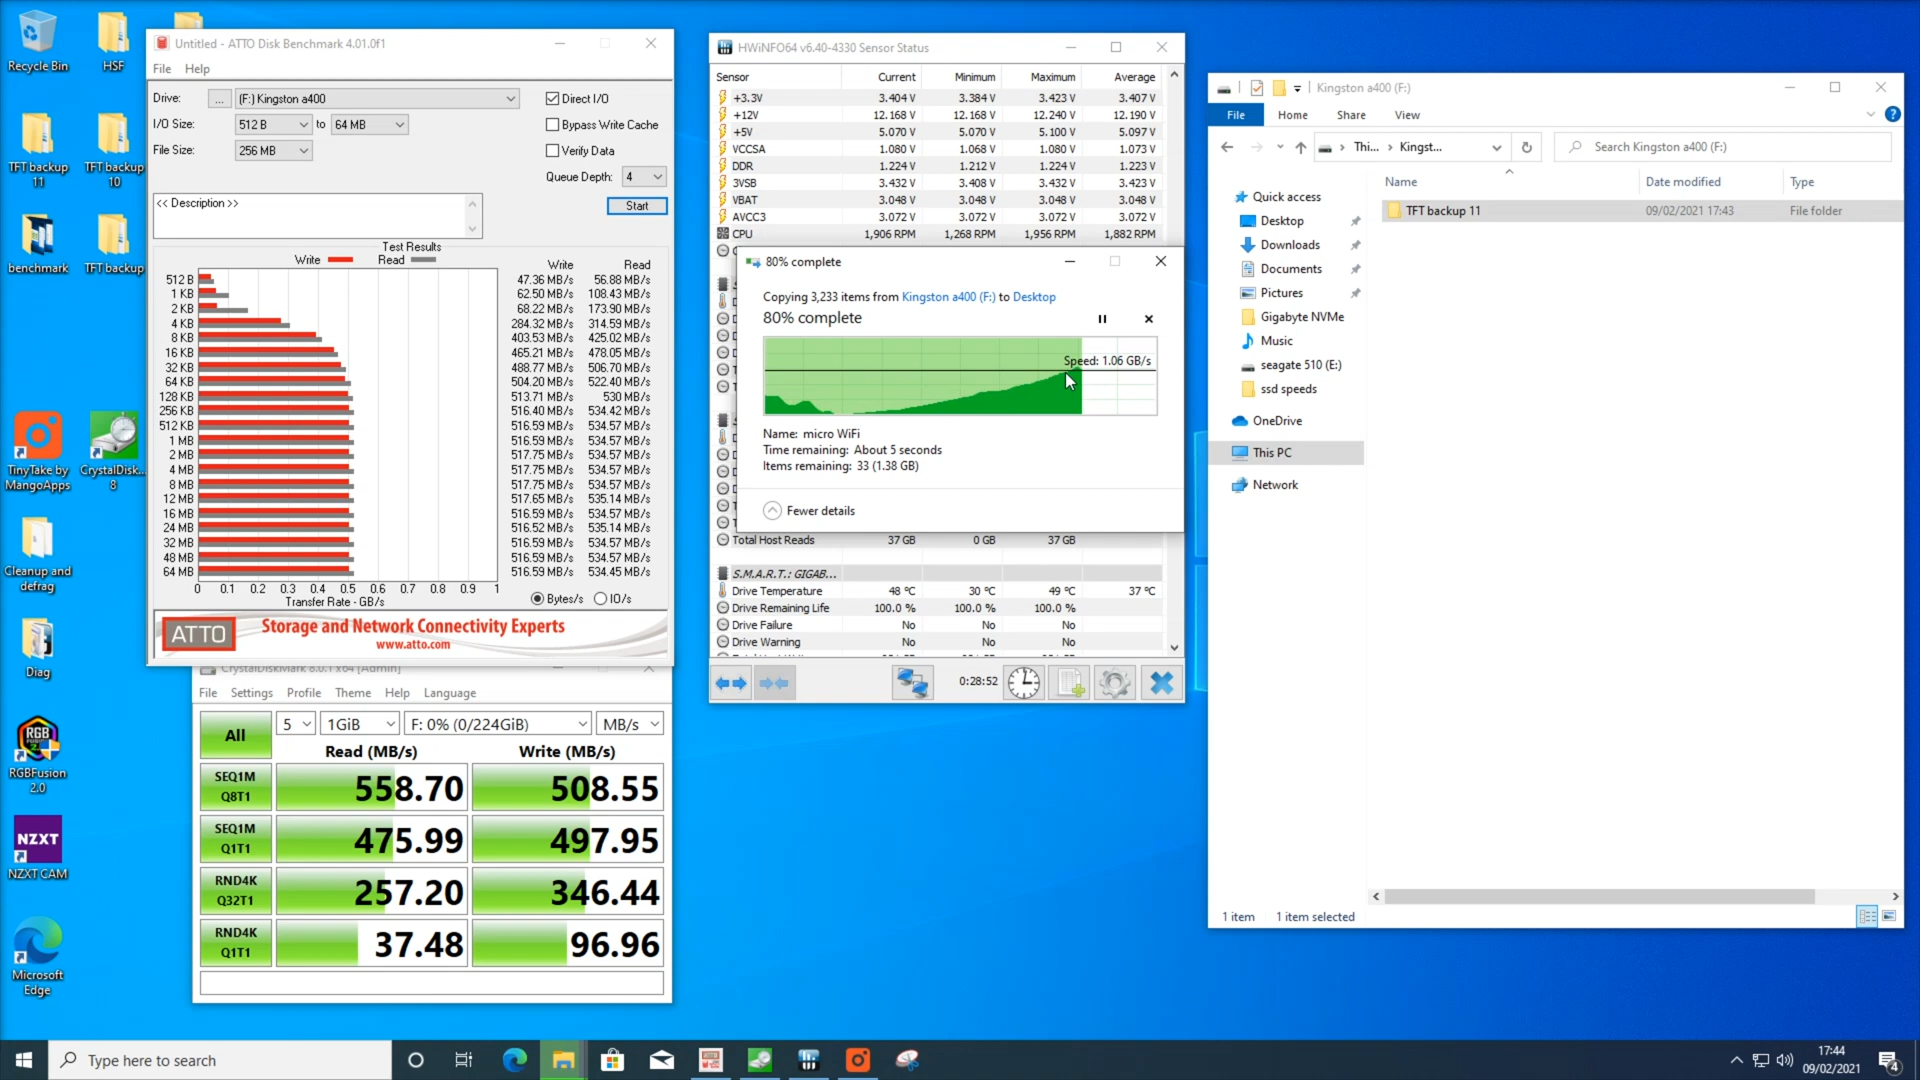 Recycle Bin
HSF
TFT backup 11
TFT backup 10
benchmark
TFT backup
TinyTake by MangoApps
CrystalDisk... 8
Cleanup and defrag
Diag
RGB
RGBFusion 2.0
NZXT
NZXT CAM
Microsoft Edge
Untitled - ATTO Disk Benchmark 4.01.0f1
File Help
Drive: ... (F:) Kingston a400
I/O Size: 512 B to 64 MB
File Size: 256 MB
Direct I/O
Bypass Write Cache
Verify Data
Queue Depth: 4
Start
<< Description >>
Test Results
Write Read
Write Read
512 B 47.36 MB/s 56.88 MB/s
1 KB 62.50 MB/s 108.43 MB/s
2 KB 68.22 MB/s 173.90 MB/s
4 KB 284.32 MB/s 314.59 MB/s
8 KB 403.53 MB/s 425.02 MB/s
16 KB 465.21 MB/s 478.05 MB/s
32 KB 488.77 MB/s 506.70 MB/s
64 KB 504.20 MB/s 522.40 MB/s
128 KB 513.71 MB/s 530 MB/s
256 KB 516.40 MB/s 534.42 MB/s
512 KB 516.59 MB/s 534.57 MB/s
1 MB 516.59 MB/s 534.57 MB/s
2 MB 517.75 MB/s 534.57 MB/s
4 MB 517.75 MB/s 534.57 MB/s
8 MB 517.75 MB/s 534.57 MB/s
12 MB 517.65 MB/s 535.14 MB/s
16 MB 516.59 MB/s 534.57 MB/s
24 MB 516.52 MB/s 535.14 MB/s
32 MB 516.59 MB/s 534.57 MB/s
48 MB 516.59 MB/s 534.57 MB/s
64 MB 516.59 MB/s 534.45 MB/s
0 0.1 0.2 0.3 0.4 0.5 0.6 0.7 0.8 0.9 1
Transfer Rate - GB/s
Bytes/s IO/s
ATTO
Storage and Network Connectivity Experts
www.atto.com
CrystalDiskMark 8.0.1 x64 [Admin]
File Settings Profile Theme Help Language
All 5 1GiB F: 0% (0/224GiB) MB/s
Read (MB/s) Write (MB/s)
SEQ1M Q8T1 558.70 508.55
SEQ1M Q1T1 475.99 497.95
RND4K Q32T1 257.20 346.44
RND4K Q1T1 37.48 96.96
HWiNFO64 v6.40-4330 Sensor Status
Sensor Current Minimum Maximum Average
+3.3V 3.404 V 3.384 V 3.423 V 3.407 V
+12V 12.168 V 12.168 V 12.240 V 12.190 V
+5V 5.070 V 5.070 V 5.100 V 5.097 V
VCCSA 1.080 V 1.068 V 1.080 V 1.073 V
DDR 1.224 V 1.212 V 1.224 V 1.223 V
3VSB 3.432 V 3.408 V 3.432 V 3.423 V
VBAT 3.048 V 3.048 V 3.048 V 3.048 V
AVCC3 3.072 V 3.072 V 3.072 V 3.072 V
CPU 1,906 RPM 1,268 RPM 1,956 RPM 1,882 RPM
80% complete
Copying 3,233 items from Kingston a400 (F:) to Desktop
80% complete
Speed: 1.06 GB/s
Name: micro WiFi
Time remaining: About 5 seconds
Items remaining: 33 (1.38 GB)
Fewer details
Total Host Reads 37 GB 0 GB 37 GB
S.M.A.R.T.: GIGAB...
Drive Temperature 48 °C 30 °C 49 °C 37 °C
Drive Remaining Life 100.0 % 100.0 % 100.0 %
Drive Failure No No No
Drive Warning No No No
0:28:52
Kingston a400 (F:)
File Home Share View
Thi... Kingst...
Search Kingston a400 (F:)
Name Date modified Type
TFT backup 11 09/02/2021 17:43 File folder
Quick access
Desktop
Downloads
Documents
Pictures
Gigabyte NVMe
Music
seagate 510 (E:)
ssd speeds
OneDrive
This PC
Network
1 item 1 item selected
Type here to search
17:44
09/02/2021
4